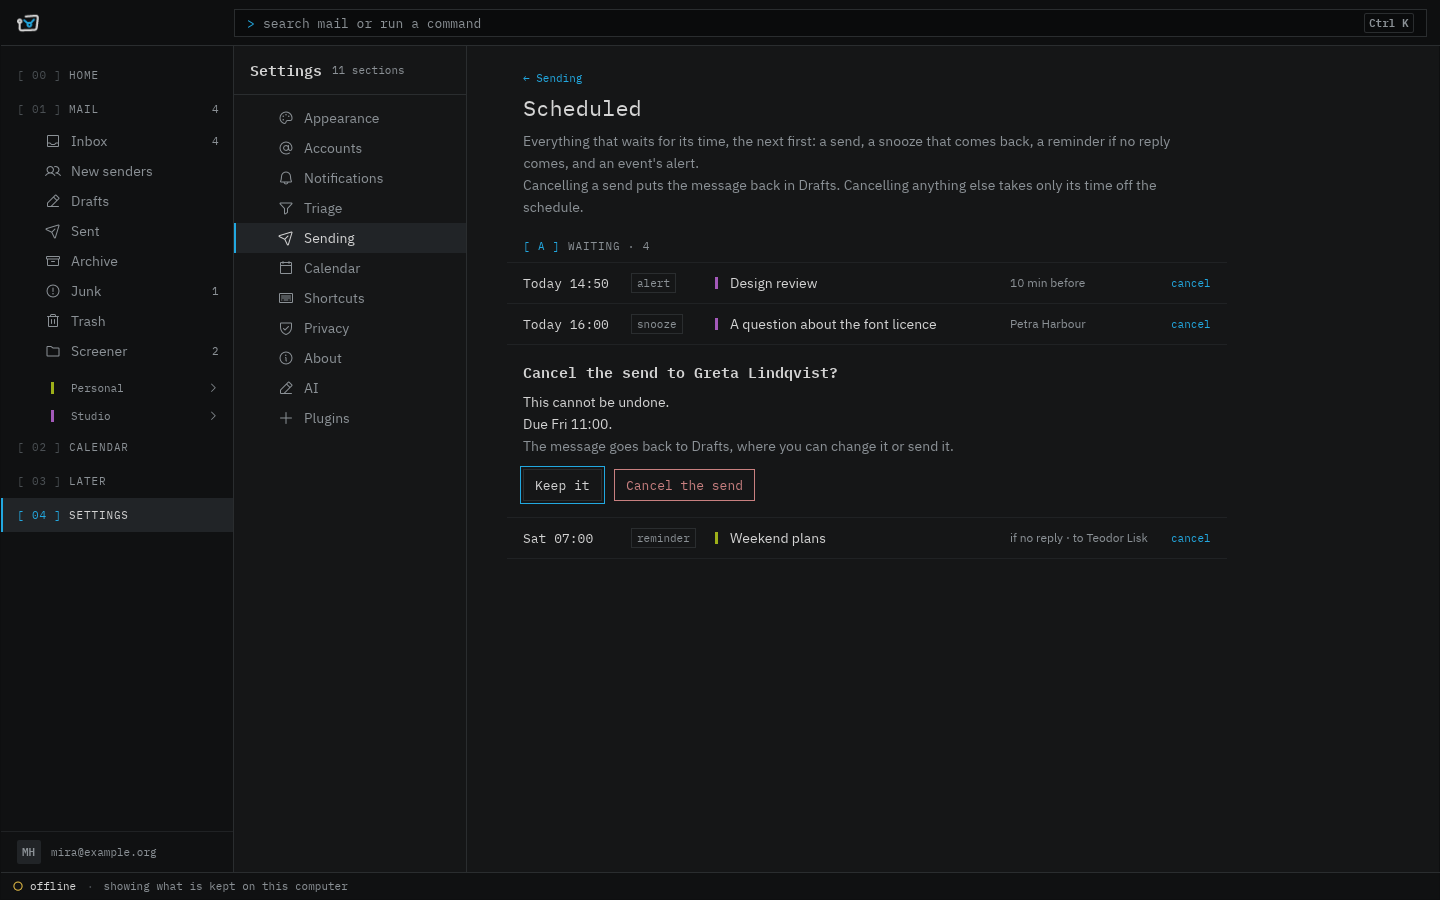 > search mail or run a command
Ctrl K
[ 00 ] HOME
[ 01 ] MAIL 4
Inbox 4
New senders
Drafts
Sent
Archive
Junk 1
Trash
Screener 2
Personal
Studio
[ 02 ] CALENDAR
[ 03 ] LATER
[ 04 ] SETTINGS
MH mira@example.org
Settings 11 sections
Appearance
Accounts
Notifications
Triage
Sending
Calendar
Shortcuts
Privacy
About
AI
Plugins
← Sending
Scheduled
Everything that waits for its time, the next first: a send, a snooze that comes back, a reminder if no reply
comes, and an event's alert.
Cancelling a send puts the message back in Drafts. Cancelling anything else takes only its time off the
schedule.
[ A ] WAITING · 4
Today 14:50 alert Design review 10 min before cancel
Today 16:00 snooze A question about the font licence Petra Harbour cancel
Cancel the send to Greta Lindqvist?
This cannot be undone.
Due Fri 11:00.
The message goes back to Drafts, where you can change it or send it.
Keep it Cancel the send
Sat 07:00 reminder Weekend plans if no reply · to Teodor Lisk cancel
offline · showing what is kept on this computer